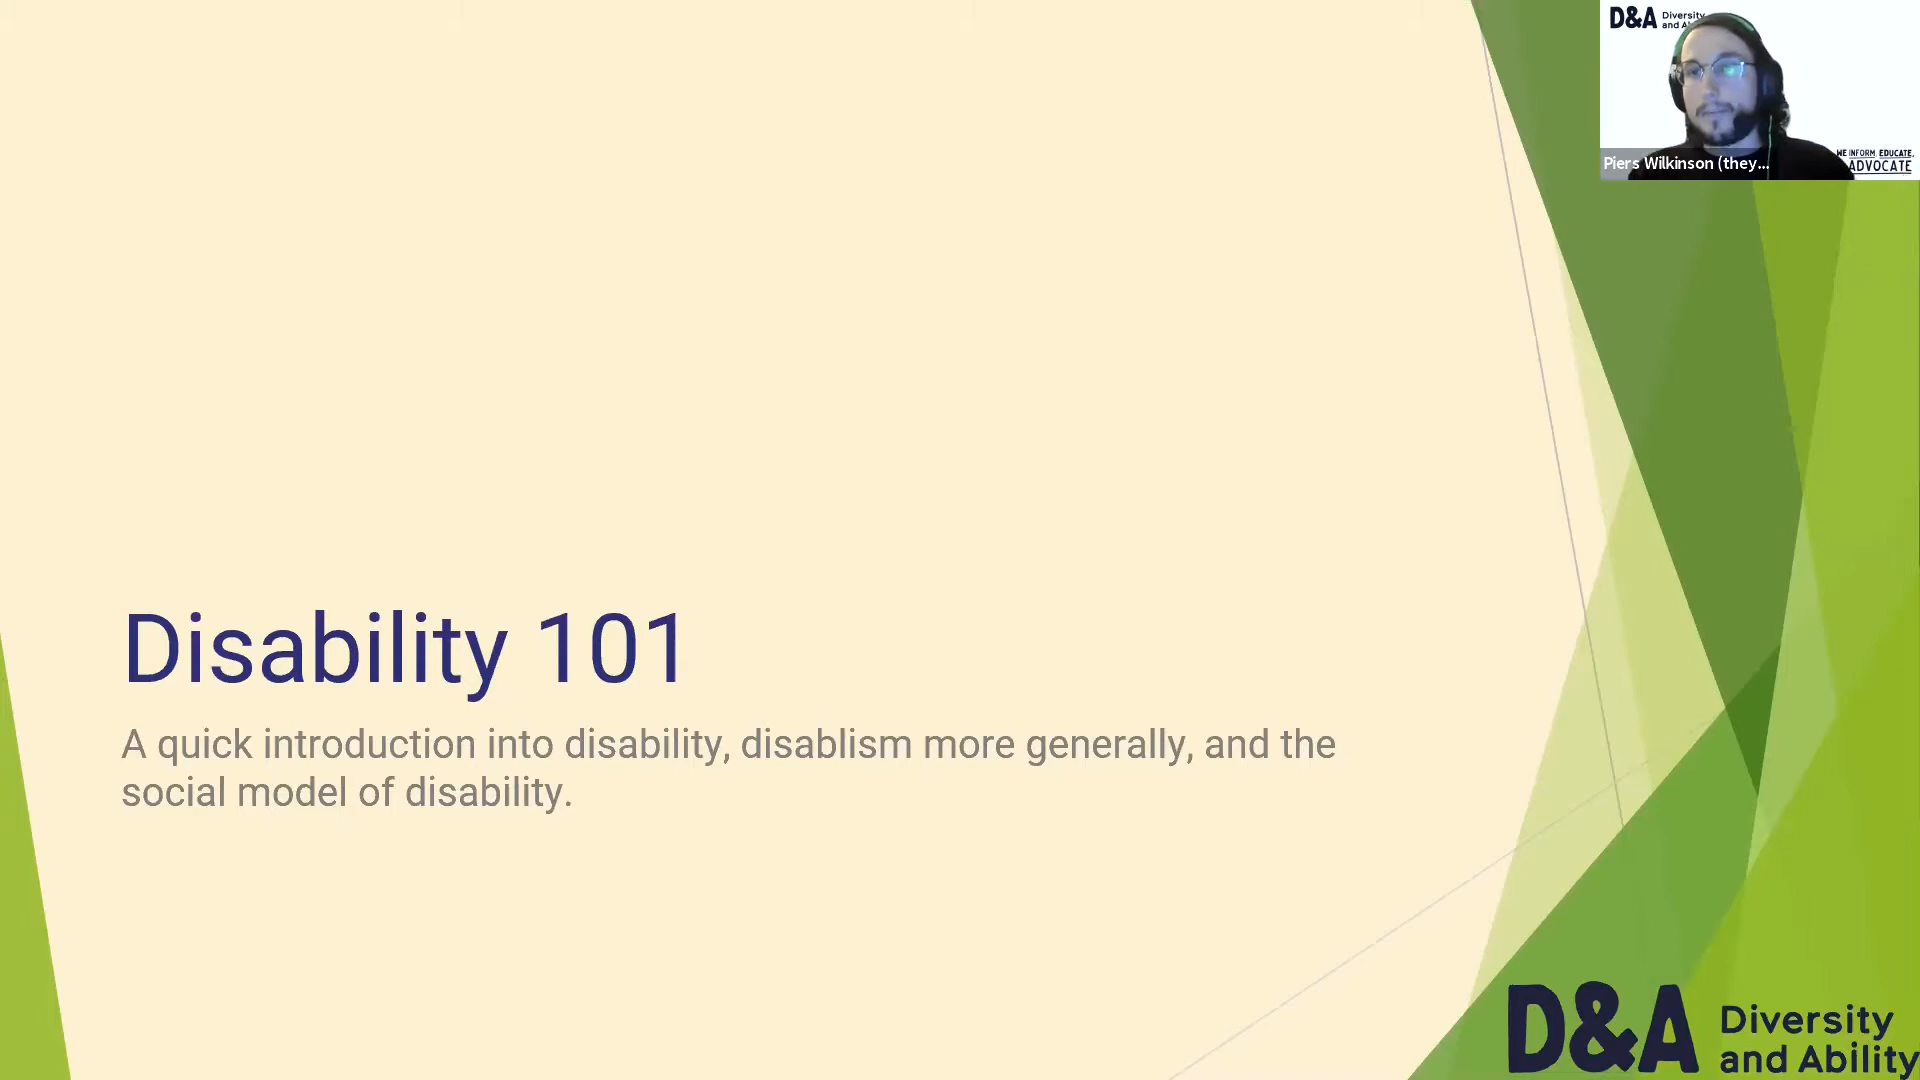 D&A Diversity
and A
Piers Wilkinson (they...
WE INFORM. EDUCATE.
ADVOCATE
Disability 101
A quick introduction into disability, disablism more generally, and the
social model of disability.
D&A Diversity
and Ability